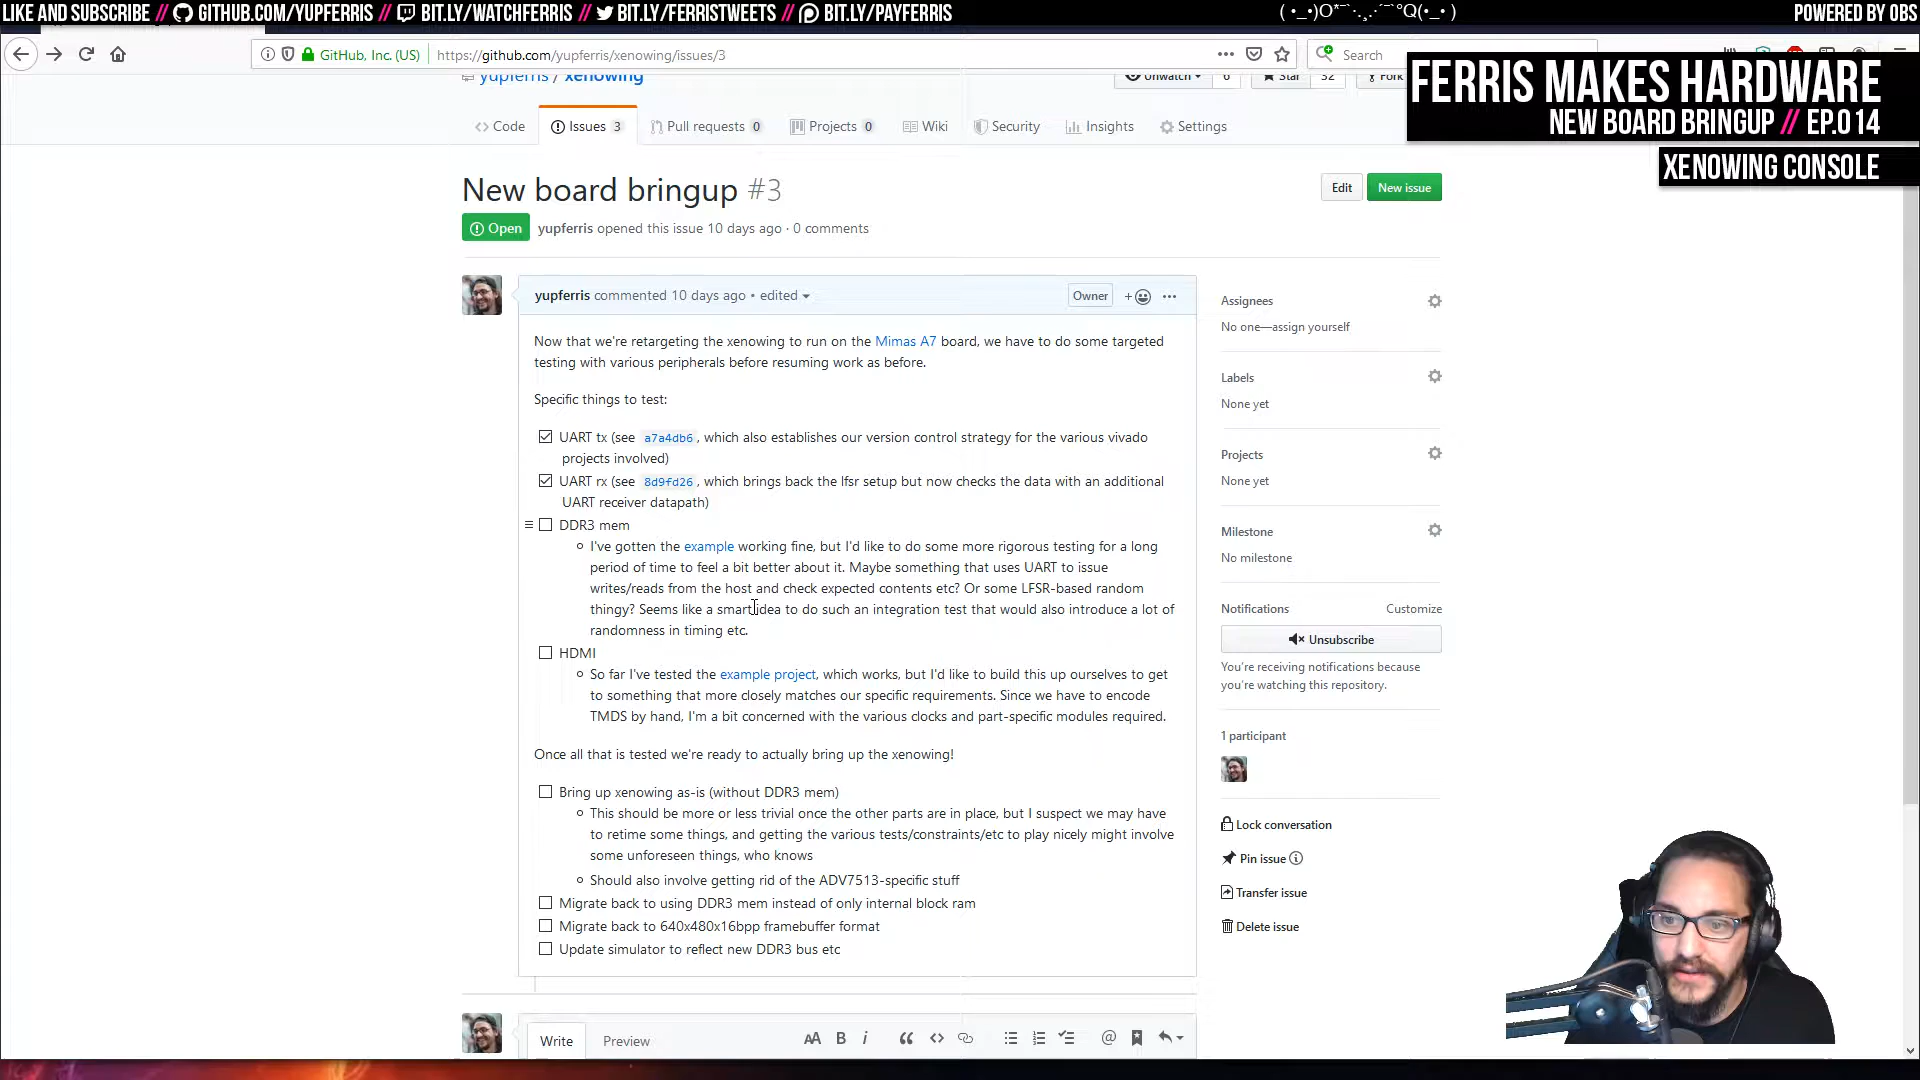 LIKE AND SUBSCRIBE // GITHUB.COM/YUPFERRIS // BIT.LY/WATCHFERRIS // BIT.LY/FERRISTWEETS // BIT.LY/PAYFERRIS
POWERED BY OBS
GitHub, Inc. (US)
https://github.com/yupferris/xenowing/issues/3
Search
FERRIS MAKES HARDWARE
NEW BOARD BRINGUP // EP.014
XENOWING CONSOLE
yupferris / xenowing
Unwatch 6
Star 32
Fork
Code
Issues 3
Pull requests 0
Projects 0
Wiki
Security
Insights
Settings
New board bringup #3
Edit
New issue
Open
yupferris opened this issue 10 days ago · 0 comments
yupferris commented 10 days ago • edited
Owner
Now that we're retargeting the xenowing to run on the Mimas A7 board, we have to do some targeted
testing with various peripherals before resuming work as before.
Specific things to test:
UART tx (see a7a4db6, which also establishes our version control strategy for the various vivado
projects involved)
UART rx (see 8d9fd26, which brings back the lfsr setup but now checks the data with an additional
UART receiver datapath)
DDR3 mem
I've gotten the example working fine, but I'd like to do some more rigorous testing for a long
period of time to feel a bit better about it. Maybe something that uses UART to issue
writes/reads from the host and check expected contents etc? Or some LFSR-based random
thingy? Seems like a smart idea to do such an integration test that would also introduce a lot of
randomness in timing etc.
HDMI
So far I've tested the example project, which works, but I'd like to build this up ourselves to get
to something that more closely matches our specific requirements. Since we have to encode
TMDS by hand, I'm a bit concerned with the various clocks and part-specific modules required.
Once all that is tested we're ready to actually bring up the xenowing!
Bring up xenowing as-is (without DDR3 mem)
This should be more or less trivial once the other parts are in place, but I suspect we may have
to retime some things, and getting the various tests/constraints/etc to play nicely might involve
some unforeseen things, who knows
Should also involve getting rid of the ADV7513-specific stuff
Migrate back to using DDR3 mem instead of only internal block ram
Migrate back to 640x480x16bpp framebuffer format
Update simulator to reflect new DDR3 bus etc
Write
Preview
Assignees
No one—assign yourself
Labels
None yet
Projects
None yet
Milestone
No milestone
Notifications
Customize
Unsubscribe
You're receiving notifications because
you're watching this repository.
1 participant
Lock conversation
Pin issue
Transfer issue
Delete issue